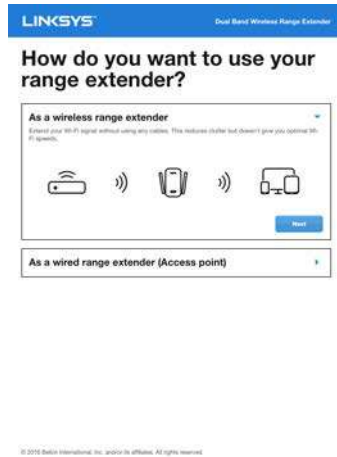 LINKSYS
Dual Band Wireless Range Extender
How do you want to use your
range extender?
As a wireless range extender
Extend your Wi-Fi signal without using any cables. This reduces clutter but doesn't give you optimal Wi-
Fi speeds.
Next
As a wired range extender (Access point)
© 2015 Belkin International, Inc. and/or its affiliates. All rights reserved.